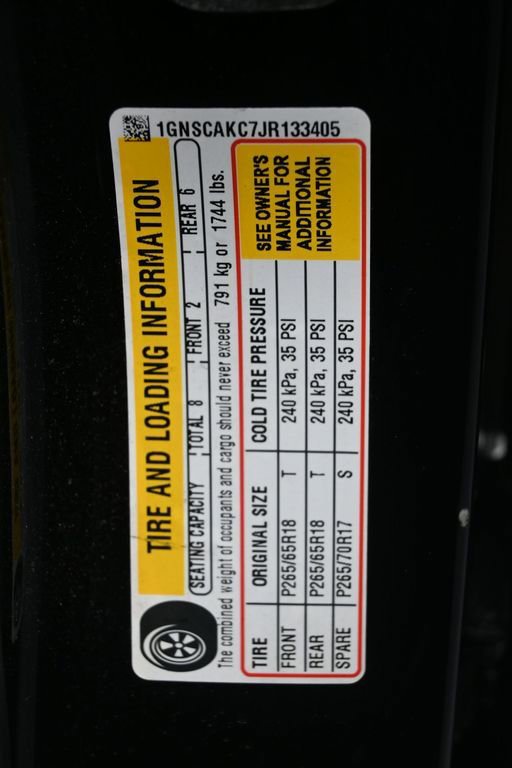 1GNSCAKC7JR133405
TIRE AND LOADING INFORMATION
SEATING CAPACITY TOTAL 8 FRONT 2 REAR 6
The combined weight of occupants and cargo should never exceed 791 kg or 1744 lbs.
TIRE ORIGINAL SIZE COLD TIRE PRESSURE
FRONT P265/65R18 T 240 kPa, 35 PSI
REAR P265/65R18 T 240 kPa, 35 PSI
SPARE P265/70R17 S 240 kPa, 35 PSI
SEE OWNER'S
MANUAL FOR
ADDITIONAL
INFORMATION